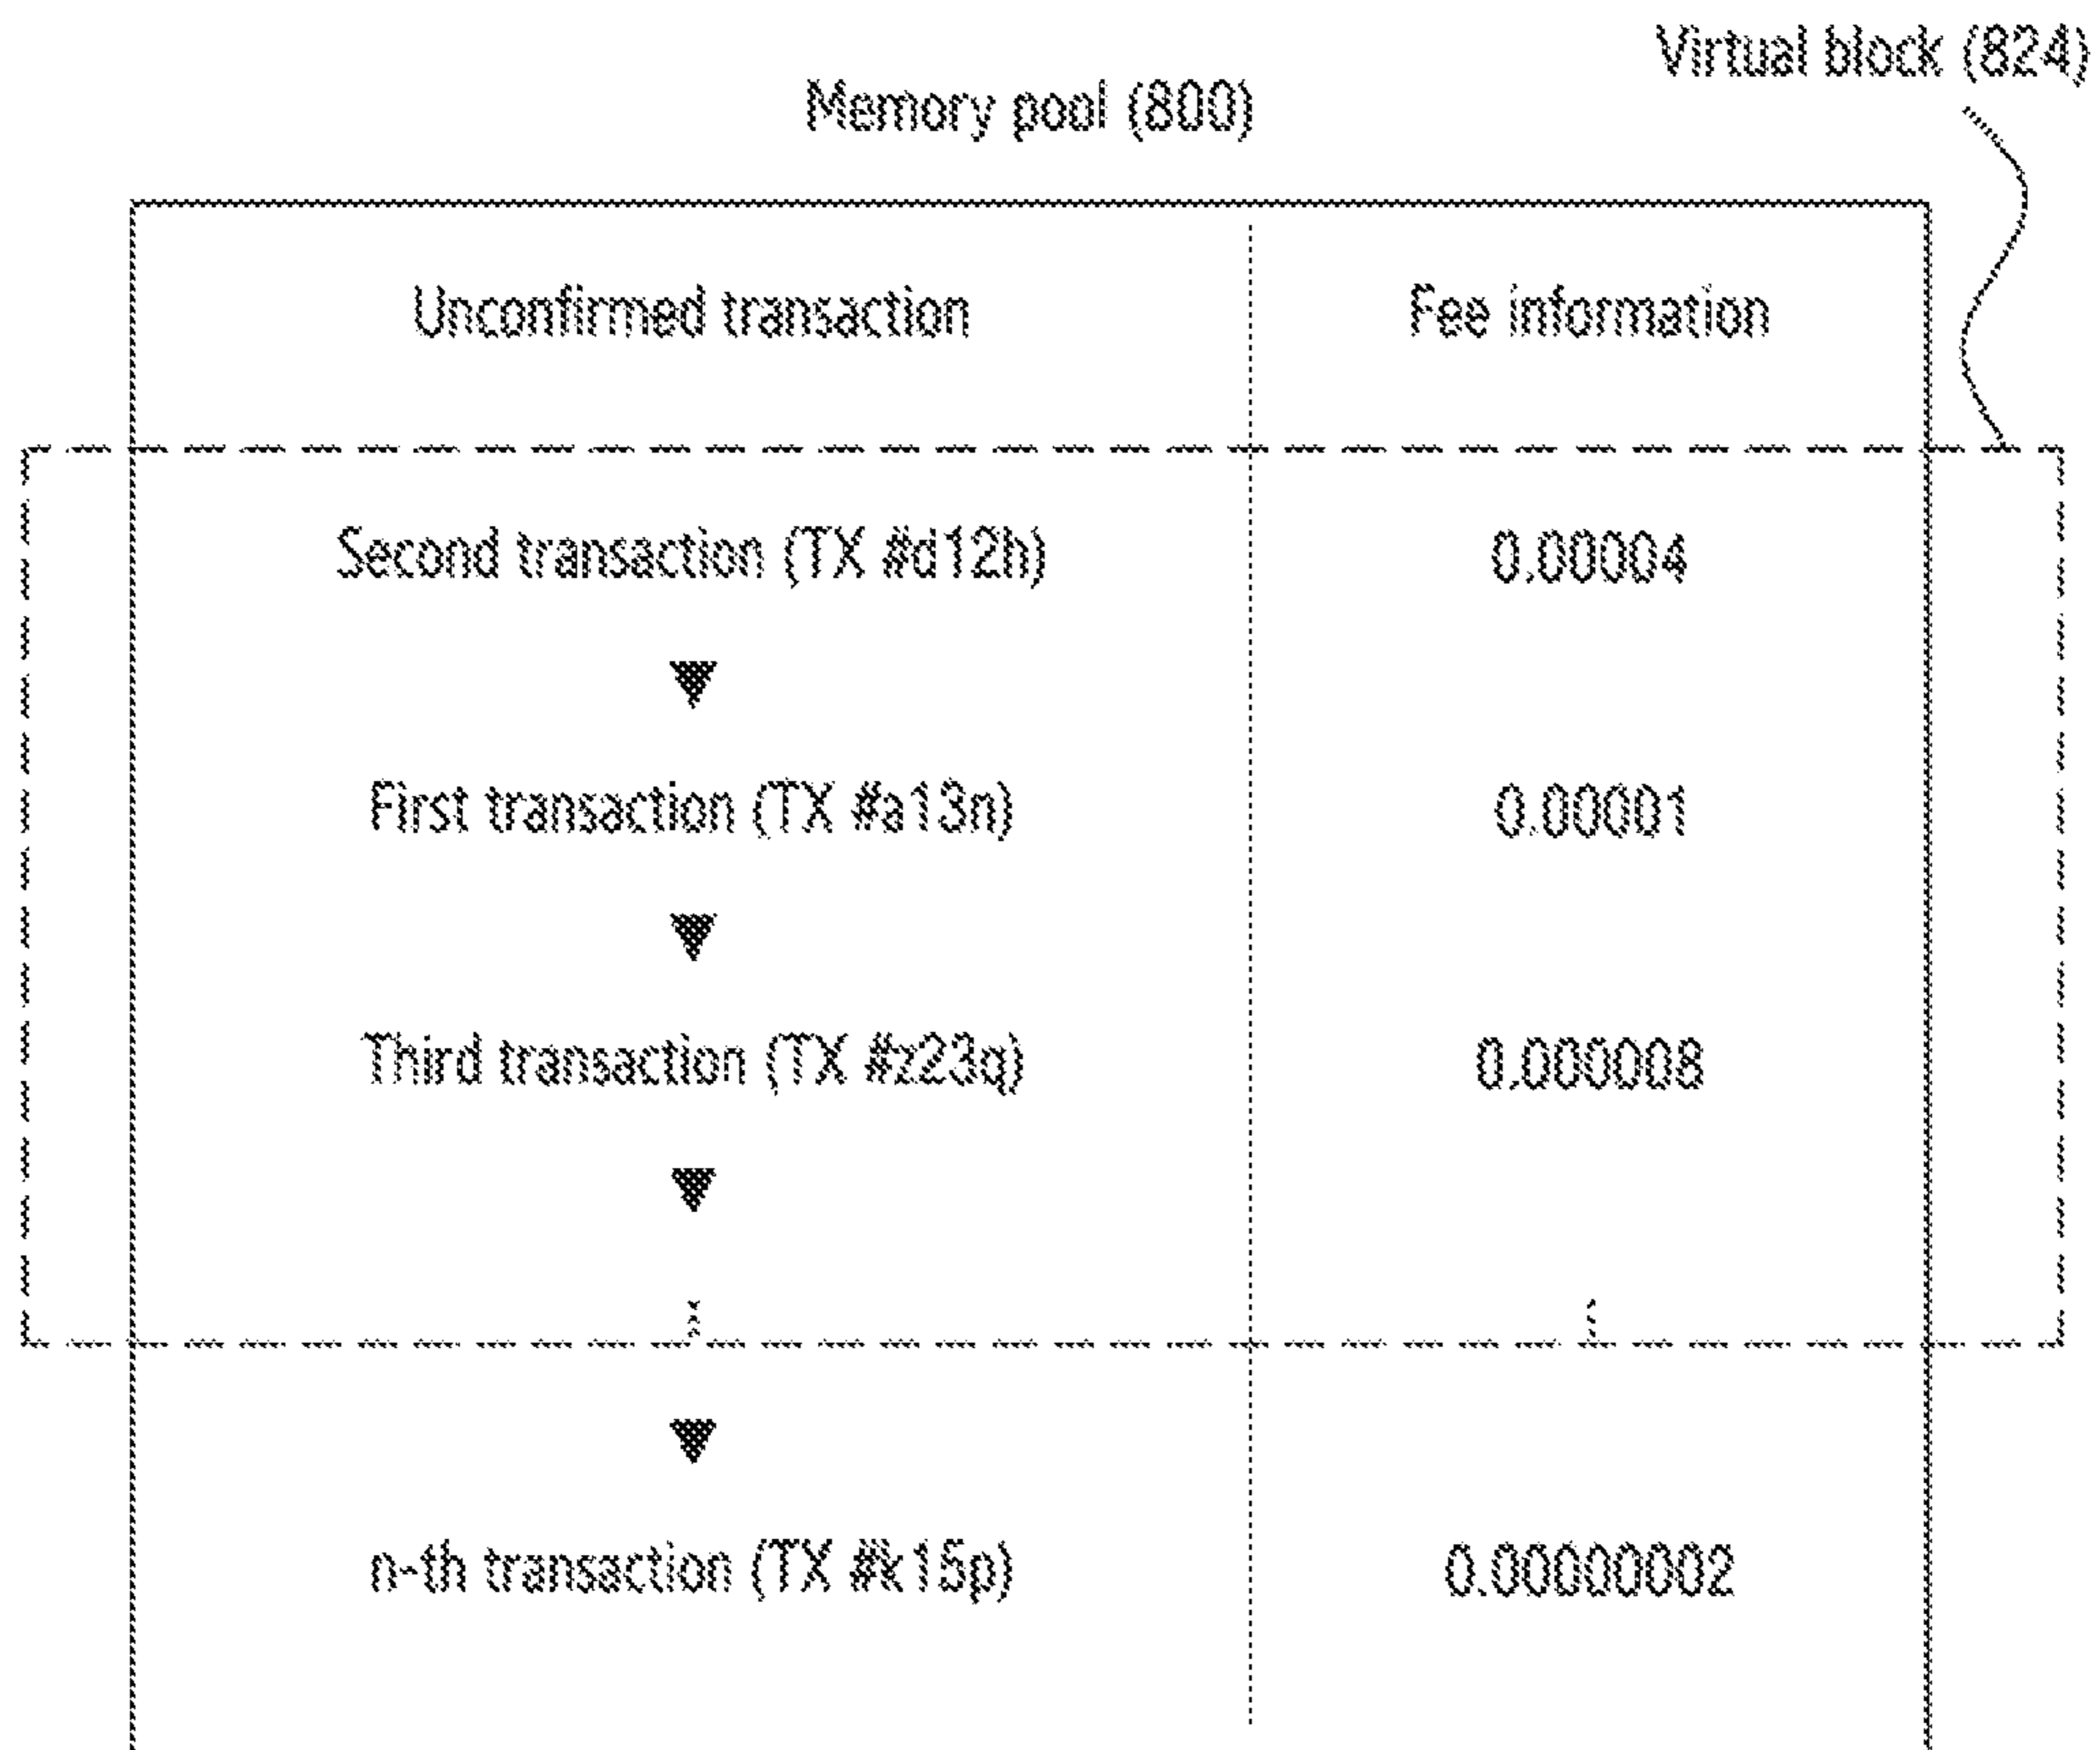 Virtual block (824)
Memory pool (800)
Unconfirmed transaction Fee information
Second transaction (TX #d12h) 0.00004
First transaction (TX #a13n) 0.00001
Third transaction (TX #z23q) 0.000008
n-th transaction (TX #k15p) 0.00000002